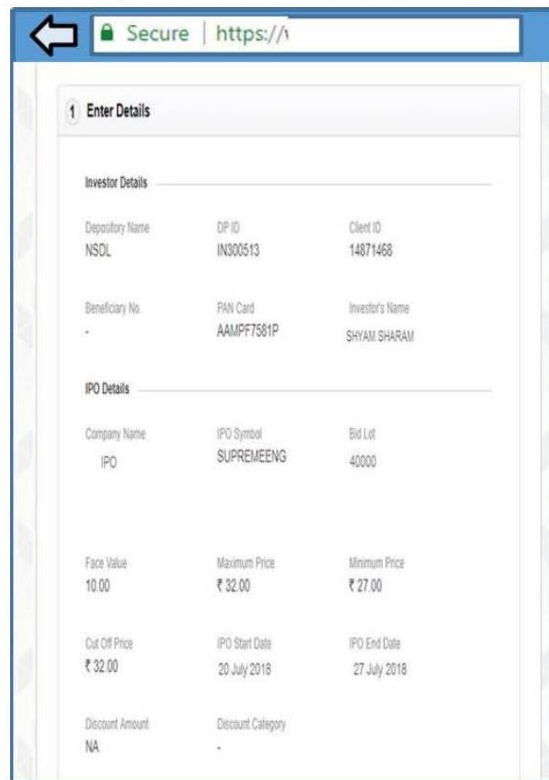 Secure | https://
1 Enter Details
Investor Details
Depository Name DP ID Client ID
NSDL IN300513 14871468
Beneficiary No. PAN Card Investor's Name
- AAMPF7581P SHYAM SHARAM
IPO Details
Company Name IPO Symbol Bid Lot
IPO SUPREMEENG 40000
Face Value Maximum Price Minimum Price
10.00 ₹ 32.00 ₹ 27.00
Cut Off Price IPO Start Date IPO End Date
₹ 32.00 20 July 2018 27 July 2018
Discount Amount Discount Category
NA -